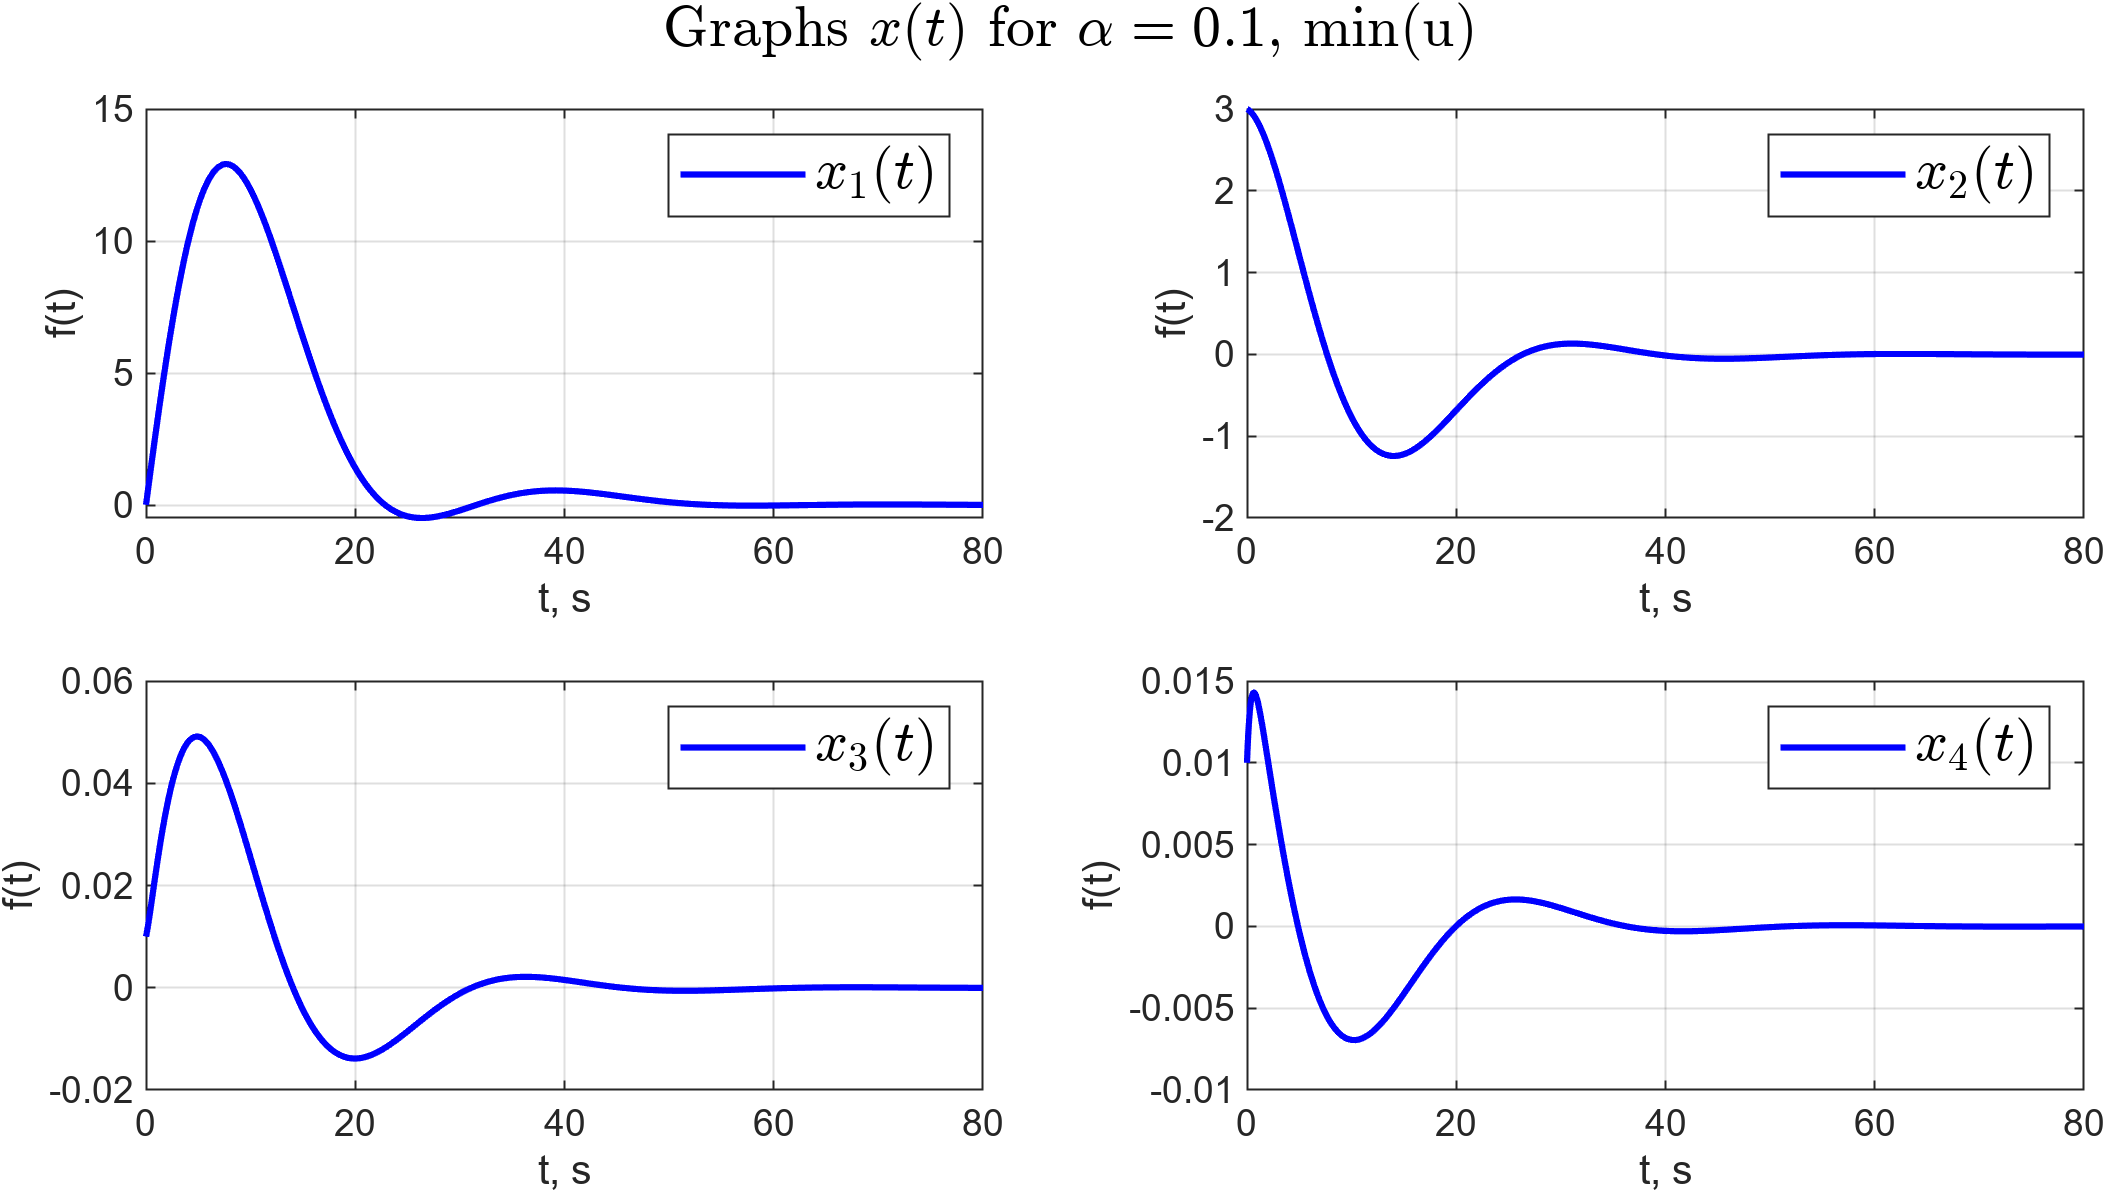 Graphs x(t) for α = 0.1, min(u)
15
10
5
0
f(t)
0 20 40 60 80
t, s
x₁(t)
3
2
1
0
-1
-2
f(t)
0 20 40 60 80
t, s
x₂(t)
0.06
0.04
0.02
0
-0.02
f(t)
0 20 40 60 80
t, s
x₃(t)
0.015
0.01
0.005
0
-0.005
-0.01
f(t)
0 20 40 60 80
t, s
x₄(t)